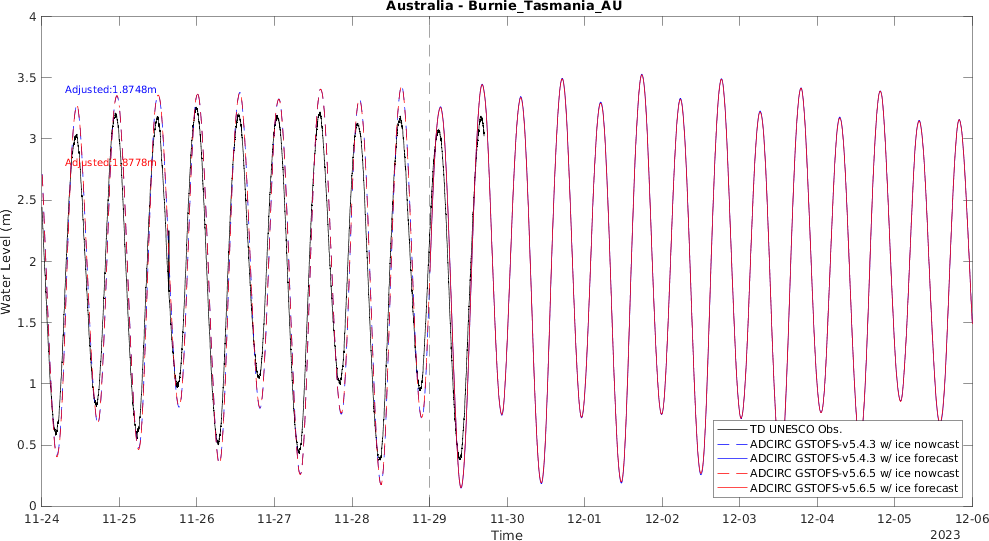 Australia - Burnie_Tasmania_AU
4
3.5
3
2.5
2
1.5
1
0.5
0
Water Level (m)
Adjusted:1.8748m
Adjusted:1.8778m
TD UNESCO Obs.
ADCIRC GSTOFS-v5.4.3 w/ ice nowcast
ADCIRC GSTOFS-v5.4.3 w/ ice forecast
ADCIRC GSTOFS-v5.6.5 w/ ice nowcast
ADCIRC GSTOFS-v5.6.5 w/ ice forecast
11-24 11-25 11-26 11-27 11-28 11-29 11-30 12-01 12-02 12-03 12-04 12-05 12-06
Time
2023